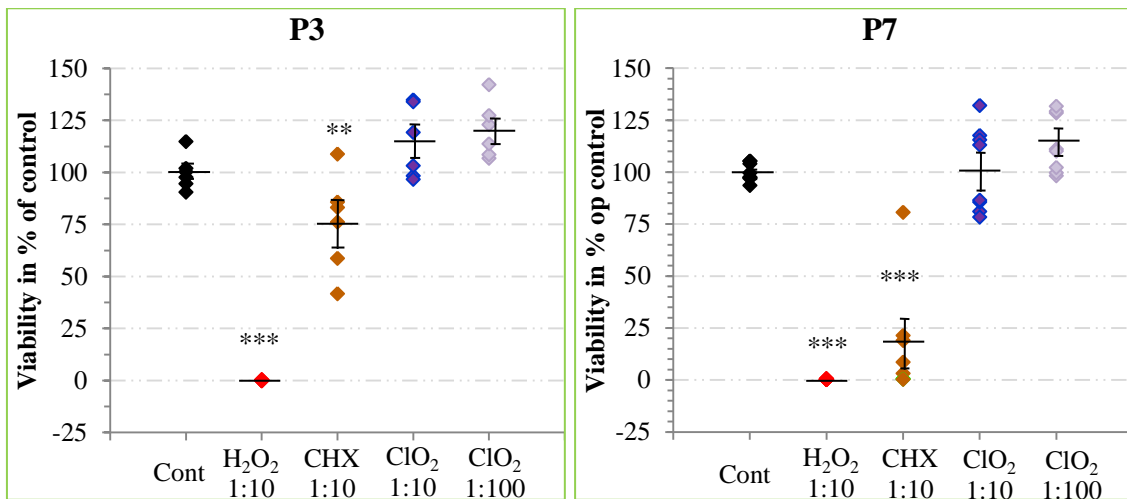 P3
Viability in % of control
150
125
100
75
50
25
0
-25
**
***
Cont
H₂O₂ 1:10
CHX 1:10
ClO₂ 1:10
ClO₂ 1:100
P7
Viability in % op control
150
125
100
75
50
25
0
-25
***
***
Cont
H₂O₂ 1:10
CHX 1:10
ClO₂ 1:10
ClO₂ 1:100